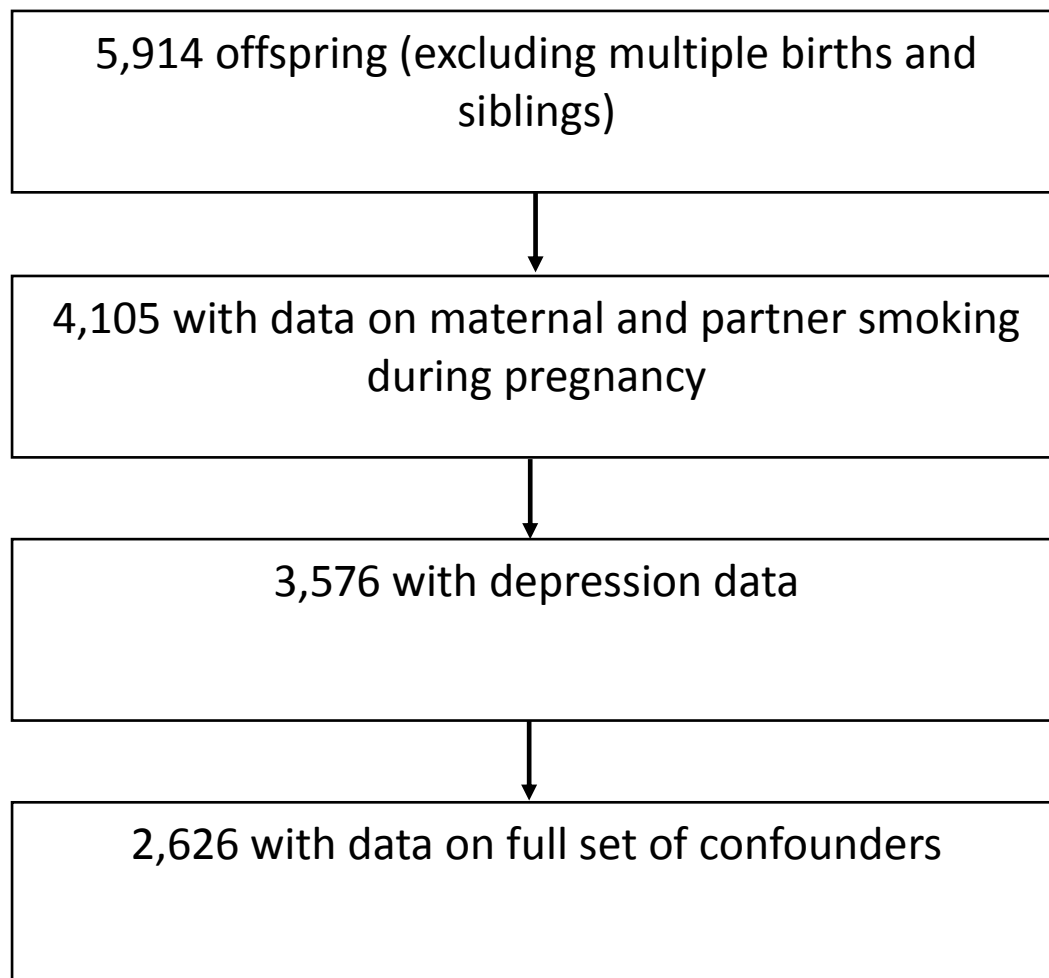 5,914 offspring (excluding multiple births and
siblings)
4,105 with data on maternal and partner smoking
during pregnancy
3,576 with depression data
2,626 with data on full set of confounders